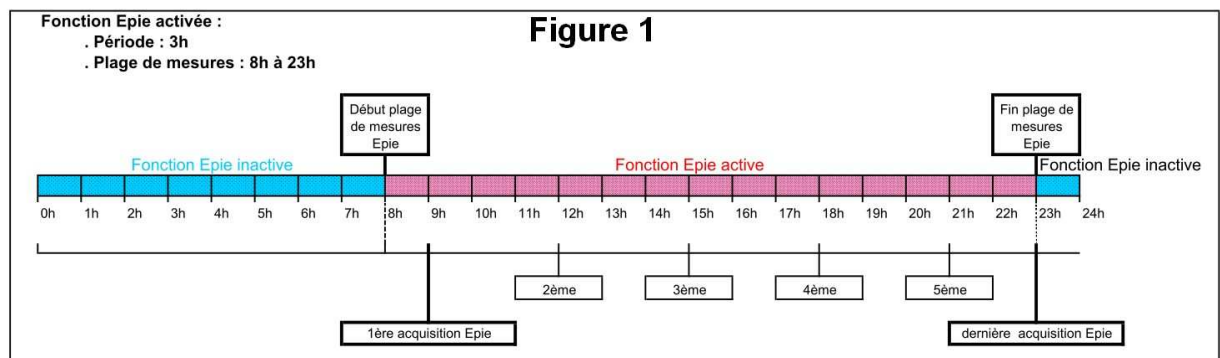 Fonction Epie activée :
Figure 1
. Période : 3h
. Plage de mesures : 8h à 23h
Début plage
de mesures
Epie
Fin plage de
mesures
Epie
Fonction Epie inactive
Fonction Epie active
Fonction Epie inactive
0h 1h 2h 3h 4h 5h 6h 7h 8h 9h 10h 11h 12h 13h 14h 15h 16h 17h 18h 19h 20h 21h 22h 23h 24h
2ème
3ème
4ème
5ème
1ère acquisition Epie
dernière acquisition Epie